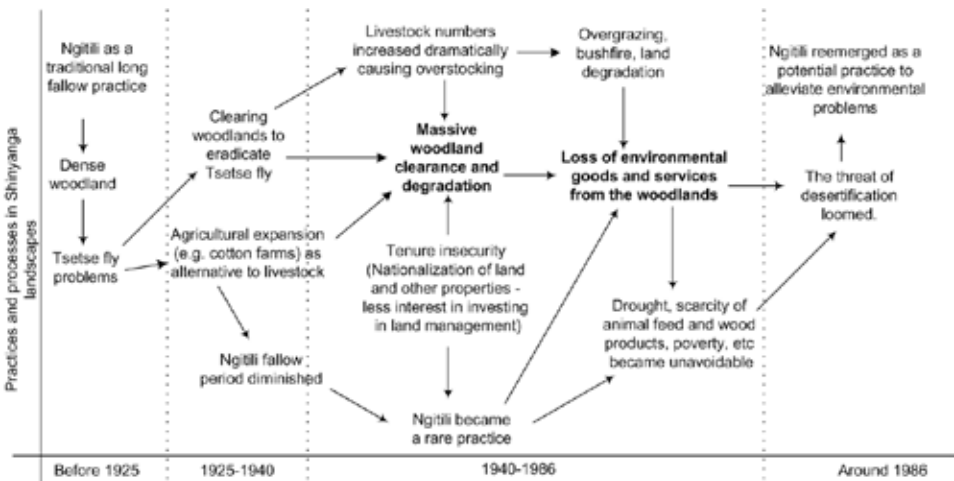 Practices and processes in Shinyanga
landscapes
Ngitili as a
traditional long
fallow practice
Dense
woodland
Tsetse fly
problems
Clearing
woodlands to
eradicate
Tsetse fly
Agricultural expansion
(e.g. cotton farms) as
alternative to livestock
Ngitili fallow
period diminished
Livestock numbers
increased dramatically
causing overstocking
Massive
woodland
clearance and
degradation
Tenure insecurity
(Nationalization of land
and other properties -
less interest in investing
in land management)
Ngitili became
a rare practice
Overgrazing,
bushfire, land
degradation
Loss of environmental
goods and services
from the woodlands
Drought, scarcity of
animal feed and wood
products, poverty, etc
became unavoidable
Ngitili reemerged as a
potential practice to
alleviate environmental
problems
The threat of
desertification
loomed.
Before 1925
1925-1940
1940-1986
Around 1986